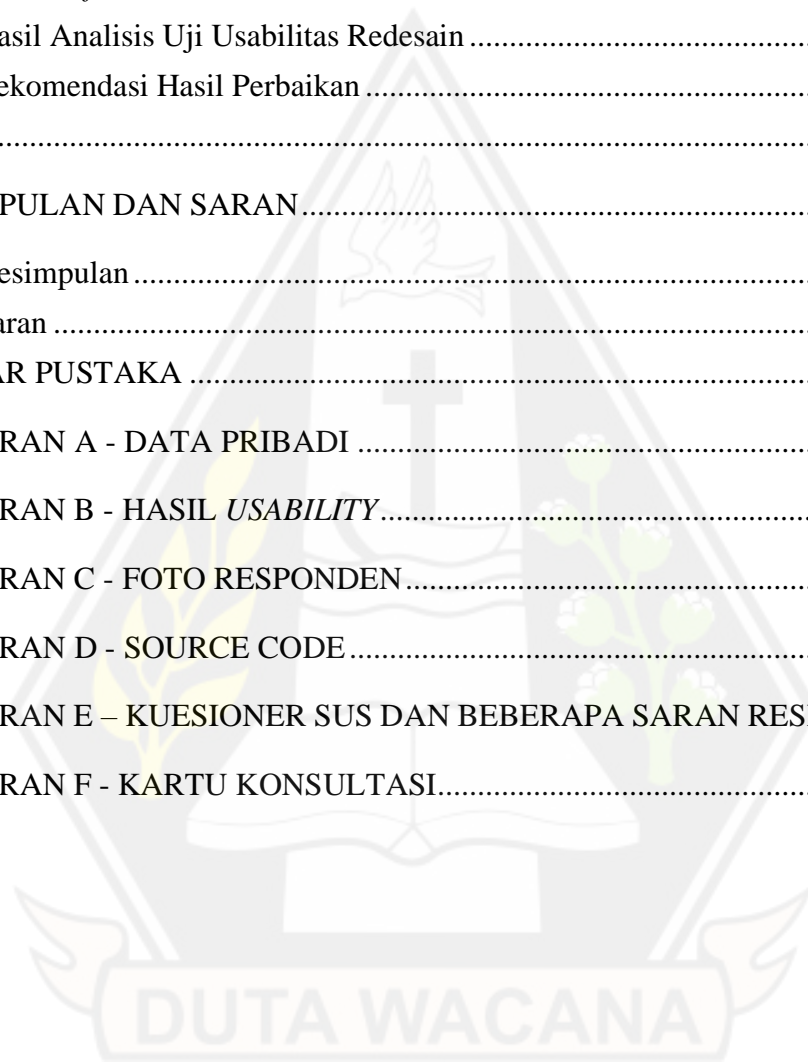 asil Analisis Uji Usabilitas Redesain ............................................................
ekomendasi Hasil Perbaikan ............................................................
............................................................
PULAN DAN SARAN ............................................................
esimpulan ............................................................
aran ............................................................
AR PUSTAKA ............................................................
RAN A - DATA PRIBADI ............................................................
RAN B - HASIL USABILITY ............................................................
RAN C - FOTO RESPONDEN ............................................................
RAN D - SOURCE CODE ............................................................
RAN E – KUESIONER SUS DAN BEBERAPA SARAN RES
RAN F - KARTU KONSULTASI ............................................................
DUTA WACANA